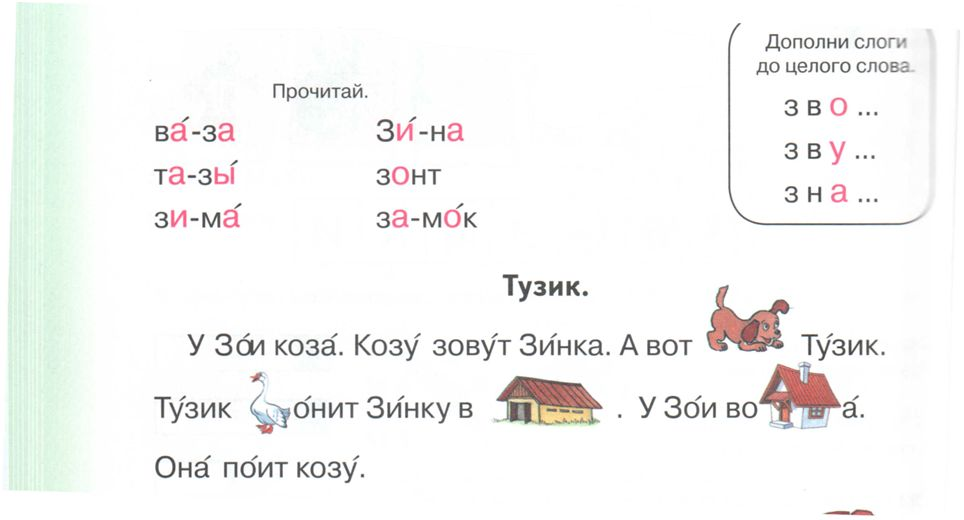 Дополни слоги
до целого слова.
з в о ...
з в у ...
з н а ...
Прочитай.
ва́-за Зи́-на
та-зы́ зонт
зи-ма́ за-мо́к
Тузик.
У Зо́и коза́. Козу́ зову́т Зи́нка. А вот Ту́зик.
Ту́зик о́нит Зи́нку в . У Зо́и во а́.
Она́ по́ит козу́.